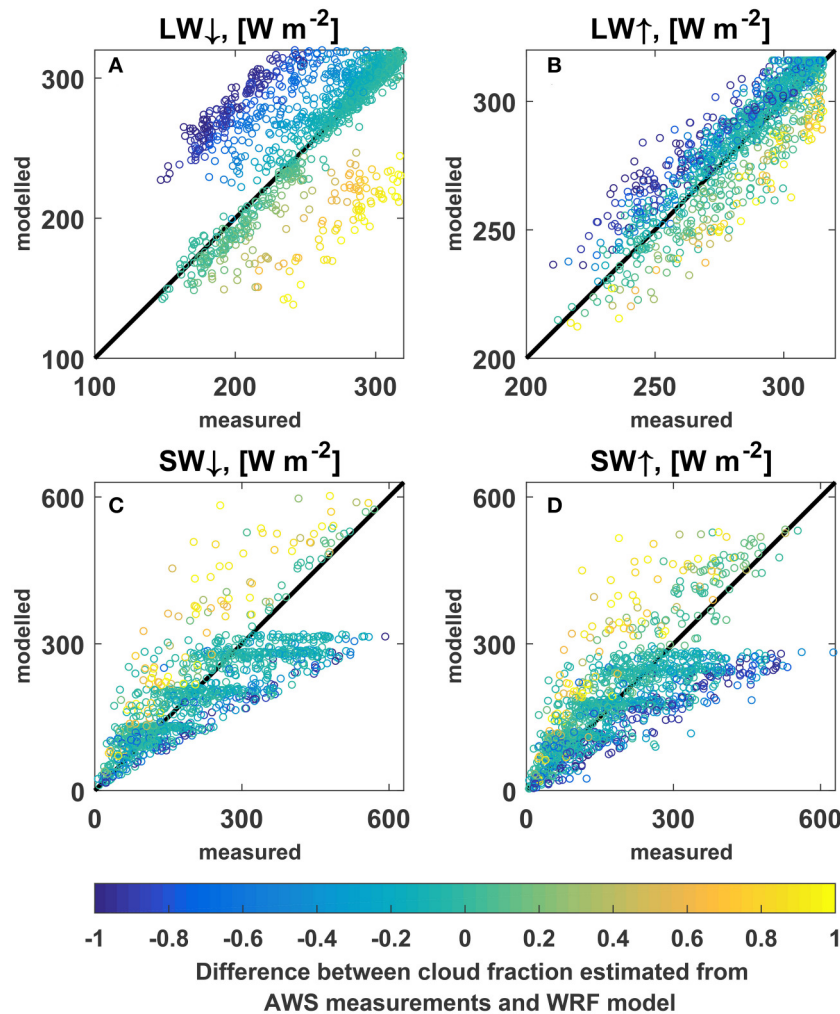 LW↓, [W m⁻²]
A
300
200
100
modelled
100 200 300
measured
LW↑, [W m⁻²]
B
300
250
200
modelled
200 250 300
measured
SW↓, [W m⁻²]
C
600
300
0
modelled
0 300 600
measured
SW↑, [W m⁻²]
D
600
300
0
modelled
0 300 600
measured
-1 -0.8 -0.6 -0.4 -0.2 0 0.2 0.4 0.6 0.8 1
Difference between cloud fraction estimated from
AWS measurements and WRF model